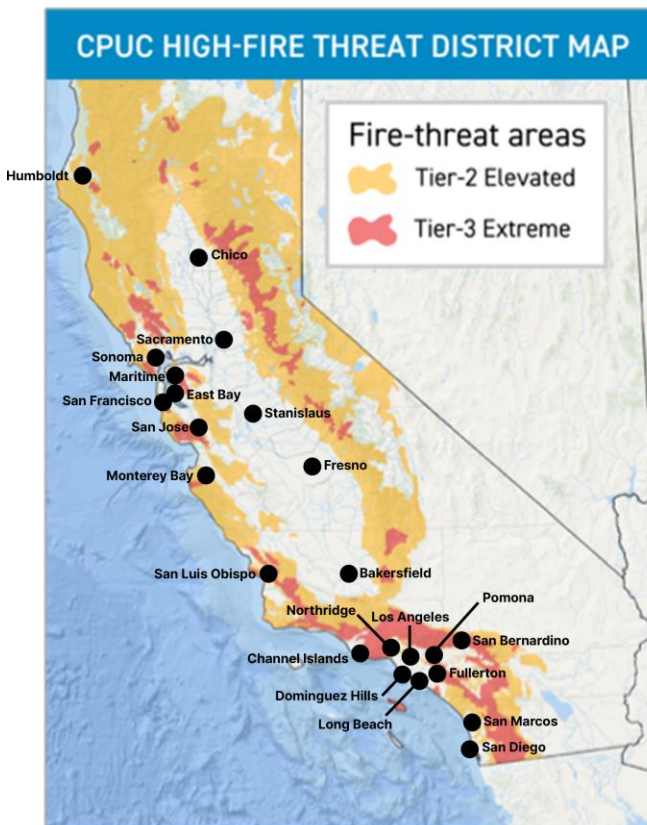 CPUC HIGH-FIRE THREAT DISTRICT MAP
Fire-threat areas
Tier-2 Elevated
Tier-3 Extreme
Humboldt
Chico
Sacramento
Sonoma
Maritime
East Bay
San Francisco
Stanislaus
San Jose
Fresno
Monterey Bay
San Luis Obispo
Bakersfield
Pomona
Northridge
Los Angeles
San Bernardino
Channel Islands
Fullerton
Dominguez Hills
Long Beach
San Marcos
San Diego